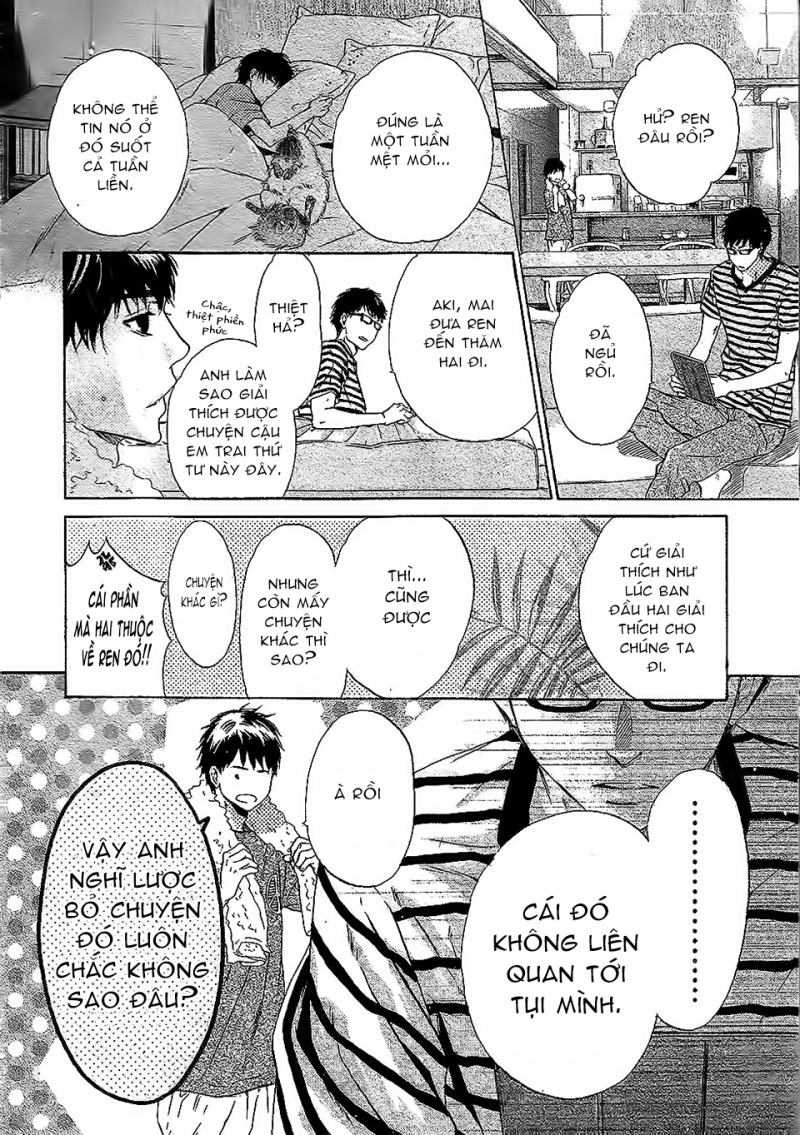 HỬ? REN
ĐÂU RỒI?
ĐÃ
NGỦ
RỒI.
ĐÚNG LÀ
MỘT TUẦN
MỆT MỎI...
KHÔNG THỂ
TIN NÓ Ở
ĐÓ SUỐT
CẢ TUẦN
LIỀN.
AKI, MAI
ĐƯA REN
ĐẾN THĂM
HAI ĐI.
THIỆT
HẢ?
Chậc,
thiệt phiền
phức
ANH LÀM
SAO GIẢI
THÍCH ĐƯỢC
CHUYỆN CẬU
EM TRAI THỨ
TƯ NÀY ĐÂY.
CỨ GIẢI
THÍCH NHƯ
LÚC BAN
ĐẦU HAI GIẢI
THÍCH CHO
CHÚNG TA
ĐI.
THÌ...
CŨNG
ĐƯỢC
NHƯNG
CÒN MẤY
CHUYỆN
KHÁC THÌ
SAO?
CHUYỆN
KHÁC GÌ?
CÁI PHẦN
MÀ HAI THUỘC
VỀ REN ĐÓ!!
CÁI ĐÓ
KHÔNG LIÊN
QUAN TỚI
TỤI MÌNH.
À RỒI
VẬY ANH
NGHĨ LƯỢC
BỎ CHUYỆN
ĐÓ LUÔN
CHẮC KHÔNG
SAO ĐÂU?